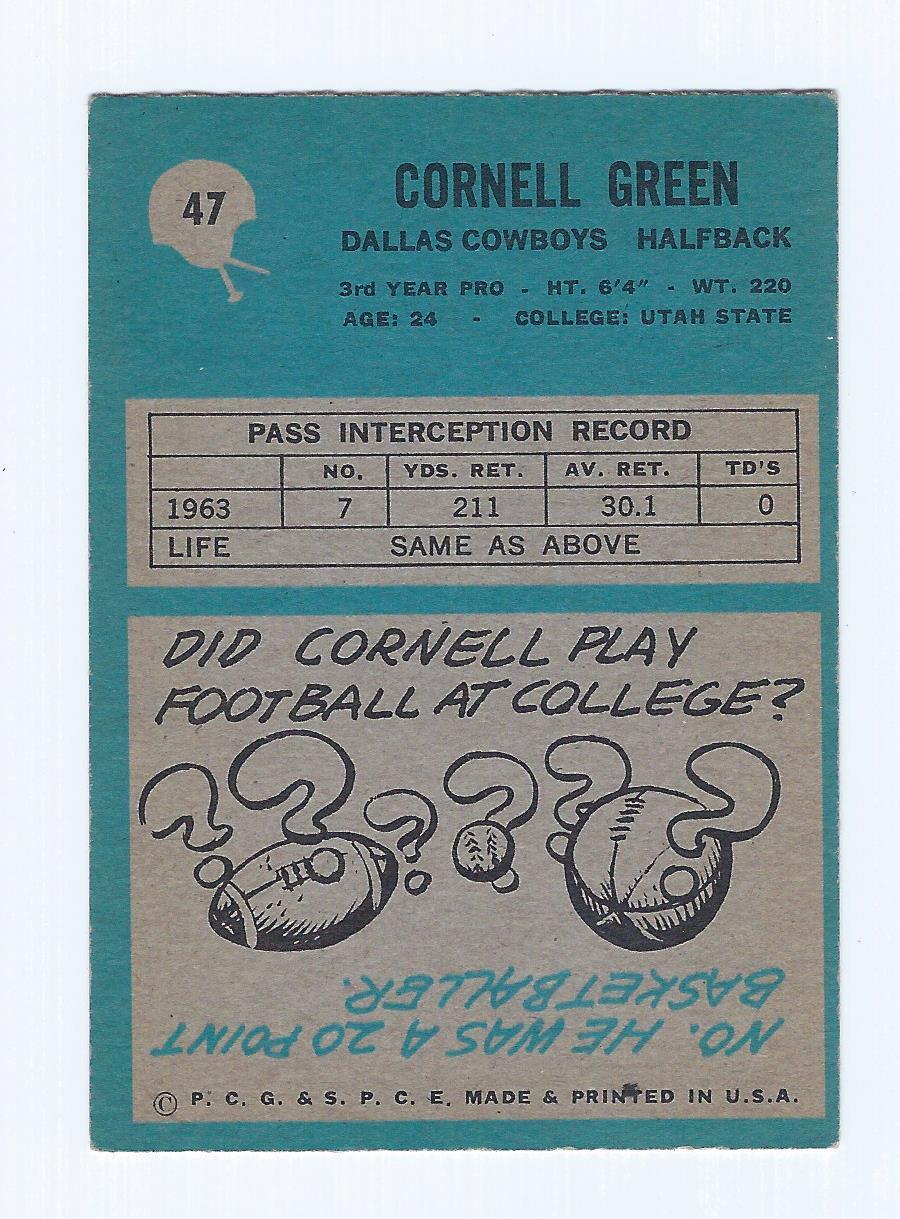 47
CORNELL GREEN
DALLAS COWBOYS HALFBACK
3rd YEAR PRO - HT. 6'4" - WT. 220
AGE: 24 - COLLEGE: UTAH STATE
PASS INTERCEPTION RECORD
NO. YDS. RET. AV. RET. TD'S
1963 7 211 30.1 0
LIFE SAME AS ABOVE
DID CORNELL PLAY
FOOTBALL AT COLLEGE?
NO. HE WAS A 20 POINT
BASKETBALLER.
© P. C. G. & S. P. C. E. MADE & PRINTED IN U.S.A.